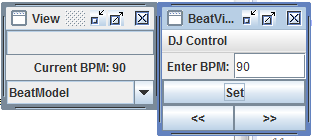 View
Current BPM: 90
BeatModel
BeatVi...
DJ Control
Enter BPM: 90
Set
<< >>